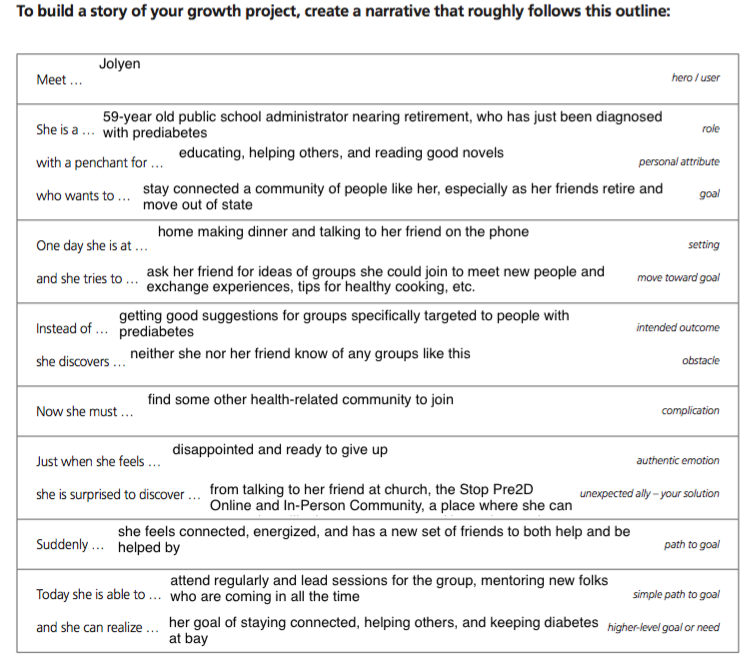 To build a story of your growth project, create a narrative that roughly follows this outline:
Jolyen
Meet … hero / user
59-year old public school administrator nearing retirement, who has just been diagnosed
She is a … with prediabetes role
with a penchant for … educating, helping others, and reading good novels personal attribute
who wants to … stay connected a community of people like her, especially as her friends retire and
move out of state goal
One day she is at … home making dinner and talking to her friend on the phone setting
and she tries to … ask her friend for ideas of groups she could join to meet new people and
exchange experiences, tips for healthy cooking, etc. move toward goal
getting good suggestions for groups specifically targeted to people with
Instead of … prediabetes intended outcome
she discovers … neither she nor her friend know of any groups like this obstacle
Now she must … find some other health-related community to join complication
Just when she feels … disappointed and ready to give up authentic emotion
she is surprised to discover … from talking to her friend at church, the Stop Pre2D
Online and In-Person Community, a place where she can unexpected ally – your solution
she feels connected, energized, and has a new set of friends to both help and be
Suddenly … helped by path to goal
attend regularly and lead sessions for the group, mentoring new folks
Today she is able to … who are coming in all the time simple path to goal
and she can realize … her goal of staying connected, helping others, and keeping diabetes
at bay higher-level goal or need